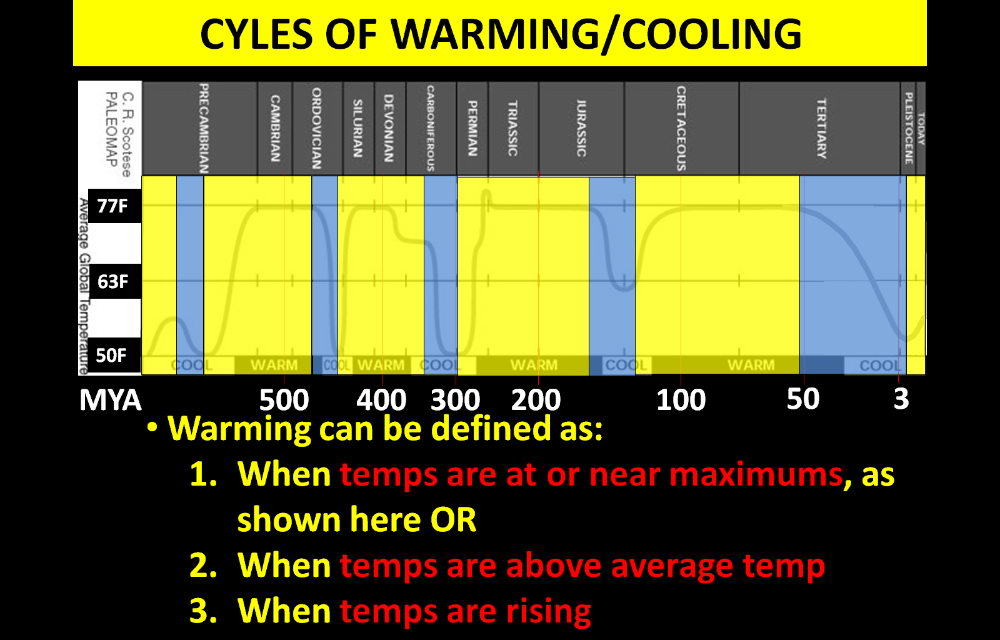 CYLES OF WARMING/COOLING
C. R. Scotese
PALEOMAP
PRECAMBRIAN
CAMBRIAN
ORDOVICIAN
SILURIAN
DEVONIAN
CARBONIFEROUS
PERMIAN
TRIASSIC
JURASSIC
CRETACEOUS
TERTIARY
PLEISTOCENE
TODAY
Average Global Temperature
77F
63F
50F
COOL WARM COOL WARM COOL WARM COOL WARM COOL
MYA 500 400 300 200 100 50 3
• Warming can be defined as:
1. When temps are at or near maximums, as
shown here OR
2. When temps are above average temp
3. When temps are rising